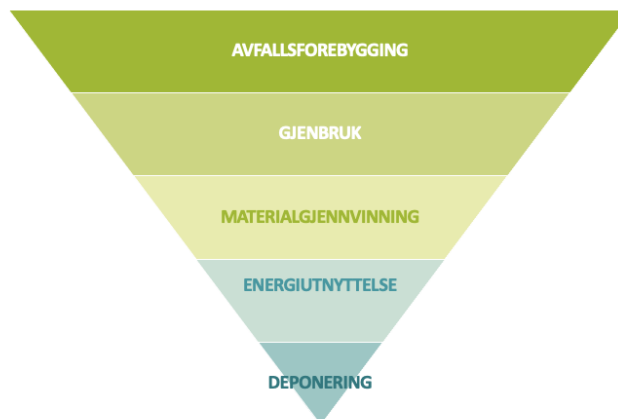 AVFALLSFOREBYGGING
GJENBRUK
MATERIALGJENNVINNING
ENERGIUTNYTTELSE
DEPONERING